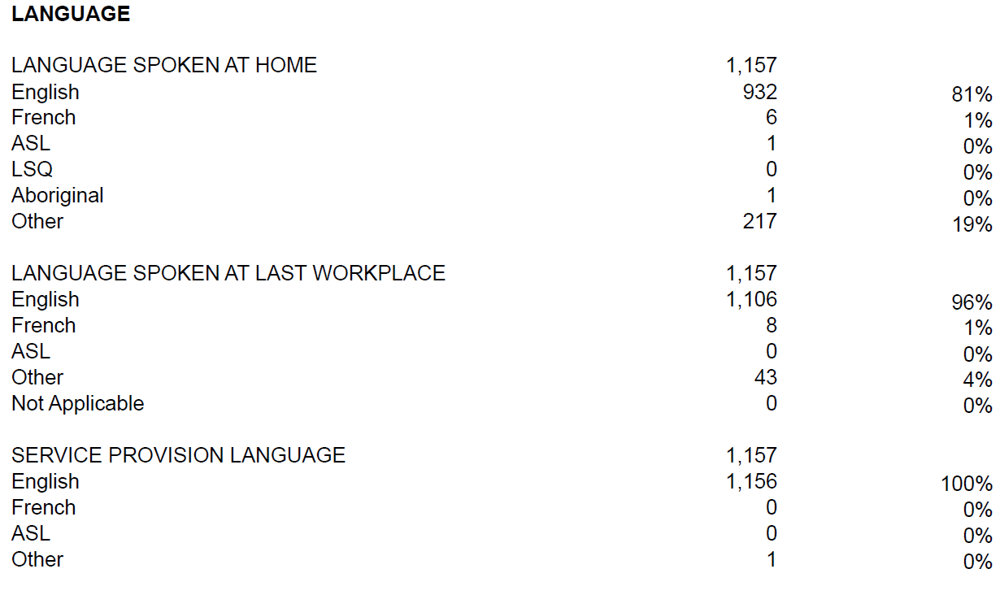 LANGUAGE
LANGUAGE SPOKEN AT HOME 1,157
English 932 81%
French 6 1%
ASL 1 0%
LSQ 0 0%
Aboriginal 1 0%
Other 217 19%
LANGUAGE SPOKEN AT LAST WORKPLACE 1,157
English 1,106 96%
French 8 1%
ASL 0 0%
Other 43 4%
Not Applicable 0 0%
SERVICE PROVISION LANGUAGE 1,157
English 1,156 100%
French 0 0%
ASL 0 0%
Other 1 0%